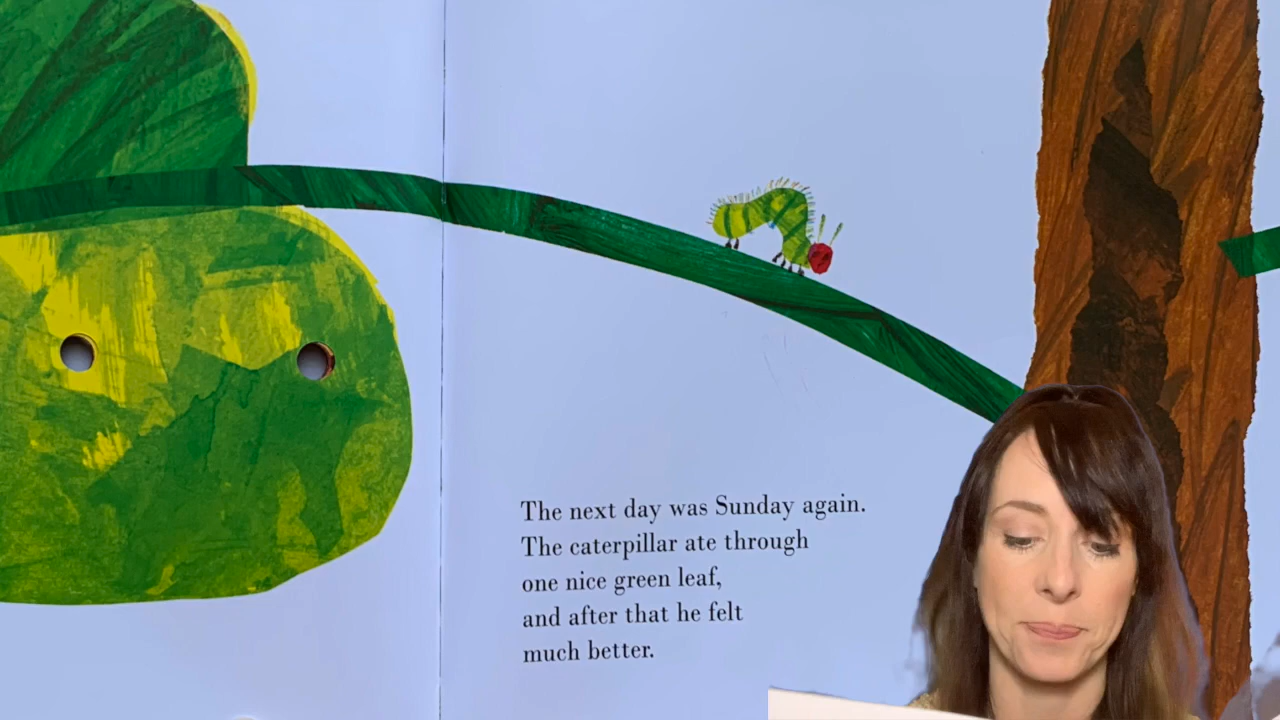 The next day was Sunday again.
The caterpillar ate through
one nice green leaf,
and after that he felt
much better.